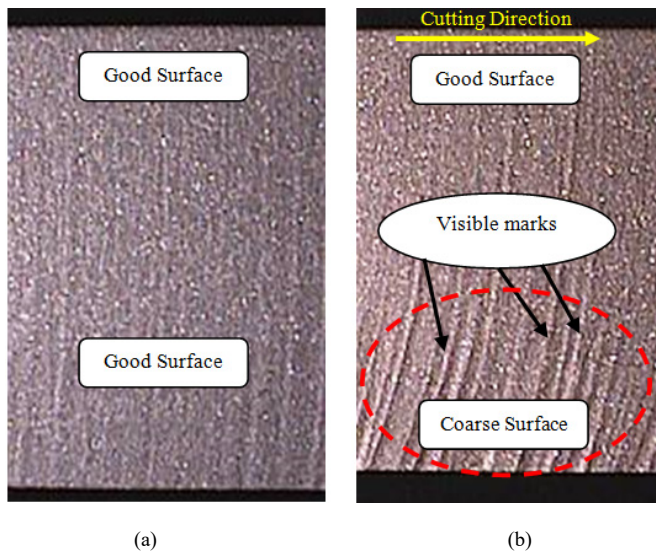 Good Surface
Good Surface
(a)
Cutting Direction
Good Surface
Visible marks
Coarse Surface
(b)